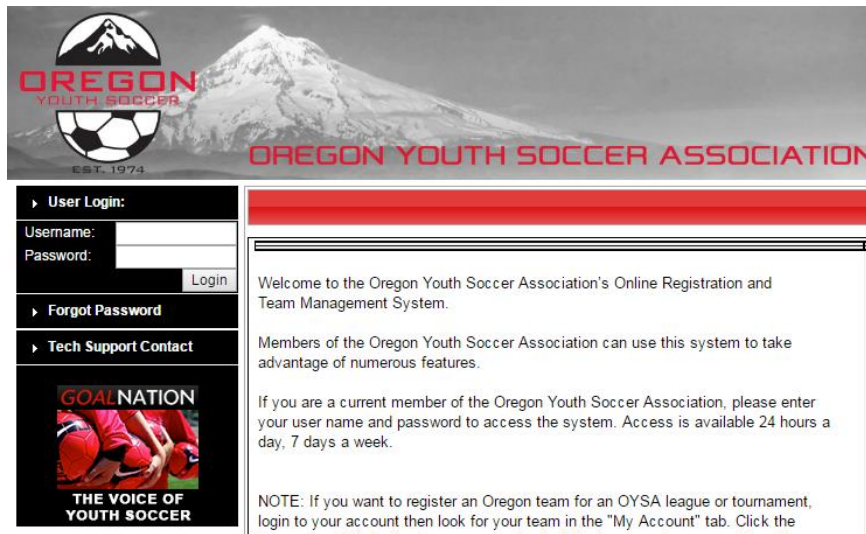 OREGON
YOUTH SOCCER
EST. 1974
OREGON YOUTH SOCCER ASSOCIATION
User Login:
Username:
Password:
Login
Forgot Password
Tech Support Contact
GOALNATION
THE VOICE OF
YOUTH SOCCER
Welcome to the Oregon Youth Soccer Association's Online Registration and
Team Management System.
Members of the Oregon Youth Soccer Association can use this system to take
advantage of numerous features.
If you are a current member of the Oregon Youth Soccer Association, please enter
your user name and password to access the system. Access is available 24 hours a
day, 7 days a week.
NOTE: If you want to register an Oregon team for an OYSA league or tournament,
login to your account then look for your team in the "My Account" tab. Click the